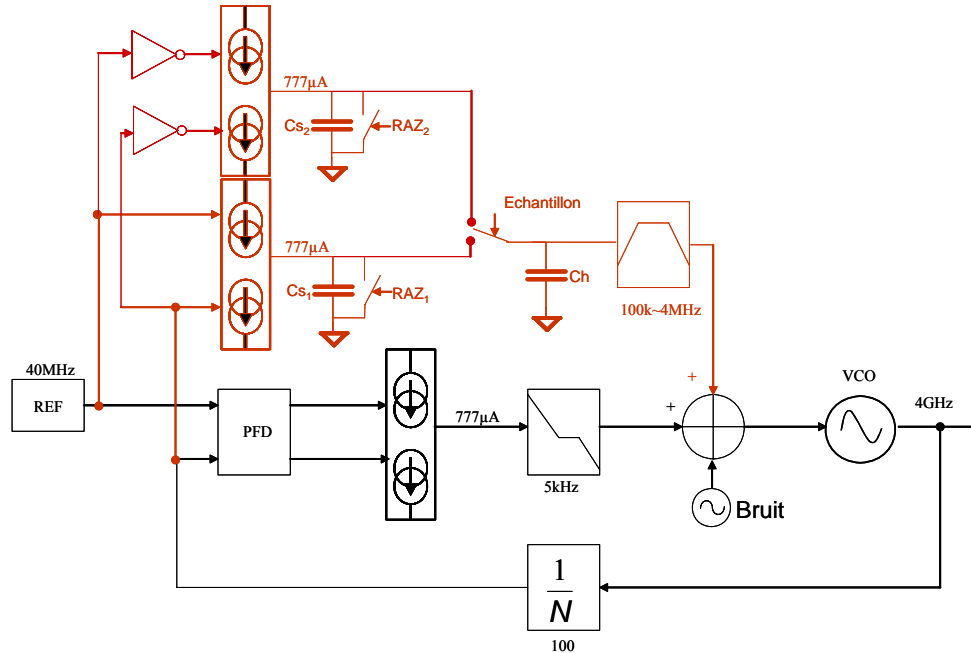 777µA
Cs2
RAZ2
Echantillon
777µA
Cs1
RAZ1
Ch
100k~4MHz
40MHz
REF
PFD
777µA
5kHz
+
+
VCO
4GHz
Bruit
1
N
100